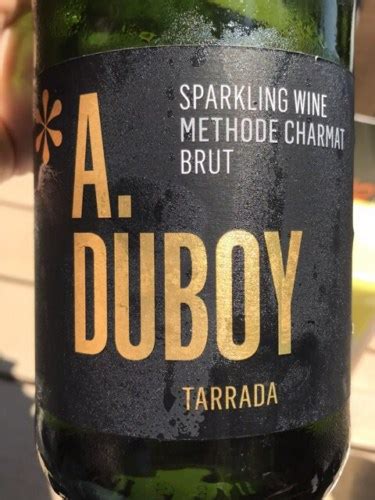 SPARKLING WINE
METHODE CHARMAT
BRUT
* A.
DUBOY
TARRADA